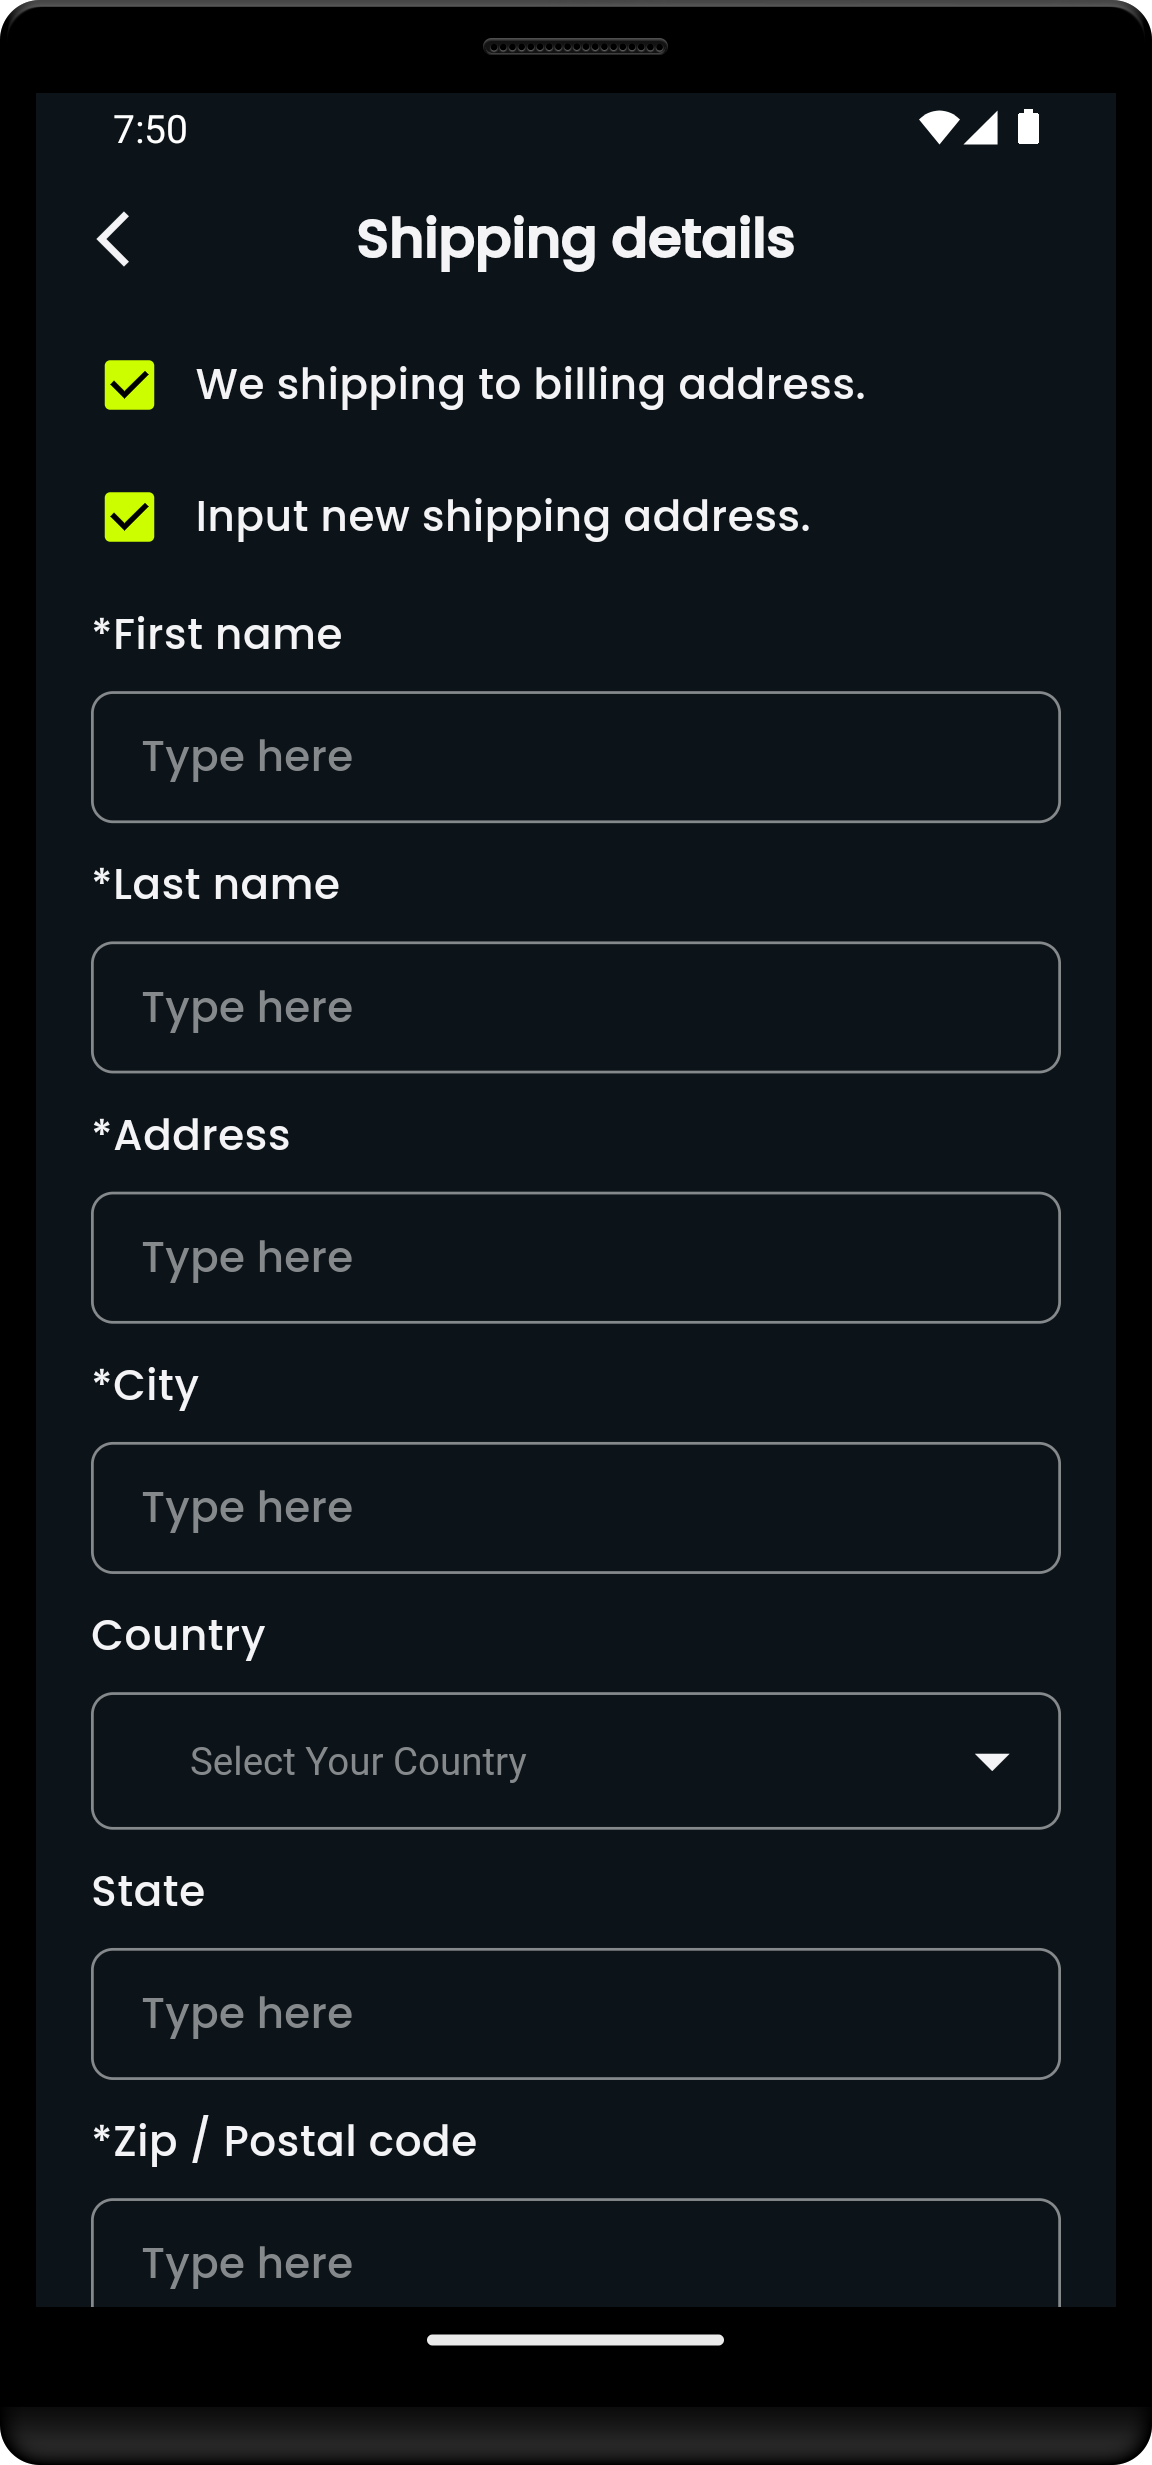 7:50
Shipping details
We shipping to billing address.
Input new shipping address.
*First name
Type here
*Last name
Type here
*Address
Type here
*City
Type here
Country
Select Your Country
State
Type here
*Zip / Postal code
Type here